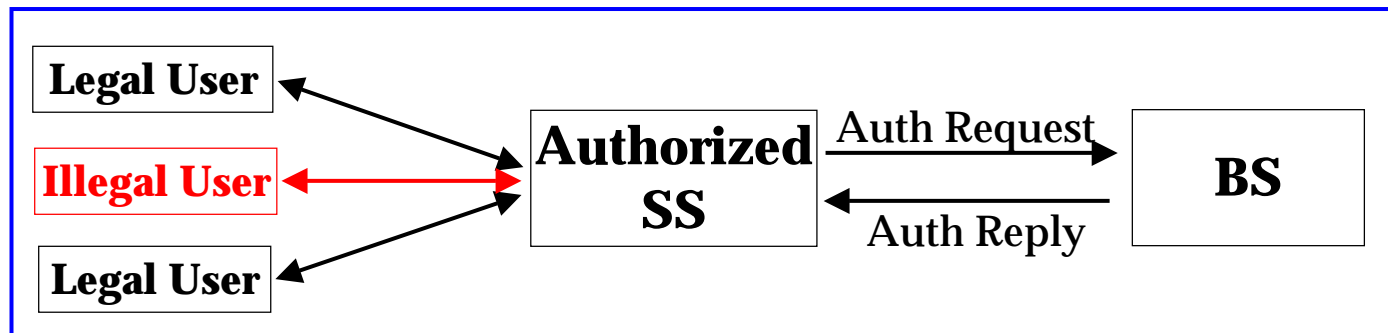 Legal User
Illegal User
Legal User
Authorized
SS
Auth Request
Auth Reply
BS